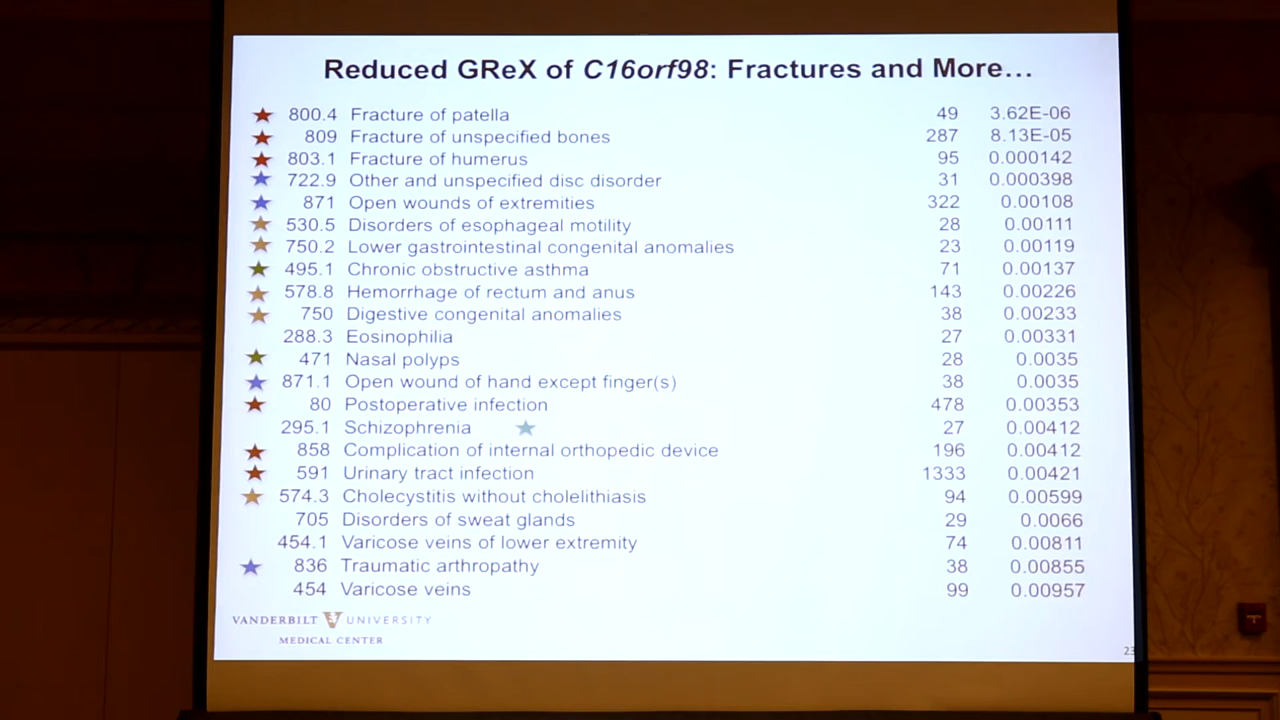 Reduced GReX of C16orf98: Fractures and More...
800.4 Fracture of patella 49 3.62E-06
809 Fracture of unspecified bones 287 8.13E-05
803.1 Fracture of humerus 95 0.000142
722.9 Other and unspecified disc disorder 31 0.000398
871 Open wounds of extremities 322 0.00108
530.5 Disorders of esophageal motility 28 0.00111
750.2 Lower gastrointestinal congenital anomalies 23 0.00119
495.1 Chronic obstructive asthma 71 0.00137
578.8 Hemorrhage of rectum and anus 143 0.00226
750 Digestive congenital anomalies 38 0.00233
288.3 Eosinophilia 27 0.00331
471 Nasal polyps 28 0.0035
871.1 Open wound of hand except finger(s) 38 0.0035
80 Postoperative infection 478 0.00353
295.1 Schizophrenia 27 0.00412
858 Complication of internal orthopedic device 196 0.00412
591 Urinary tract infection 1333 0.00421
574.3 Cholecystitis without cholelithiasis 94 0.00599
705 Disorders of sweat glands 29 0.0066
454.1 Varicose veins of lower extremity 74 0.00811
836 Traumatic arthropathy 38 0.00855
454 Varicose veins 99 0.00957
VANDERBILT UNIVERSITY
MEDICAL CENTER
23